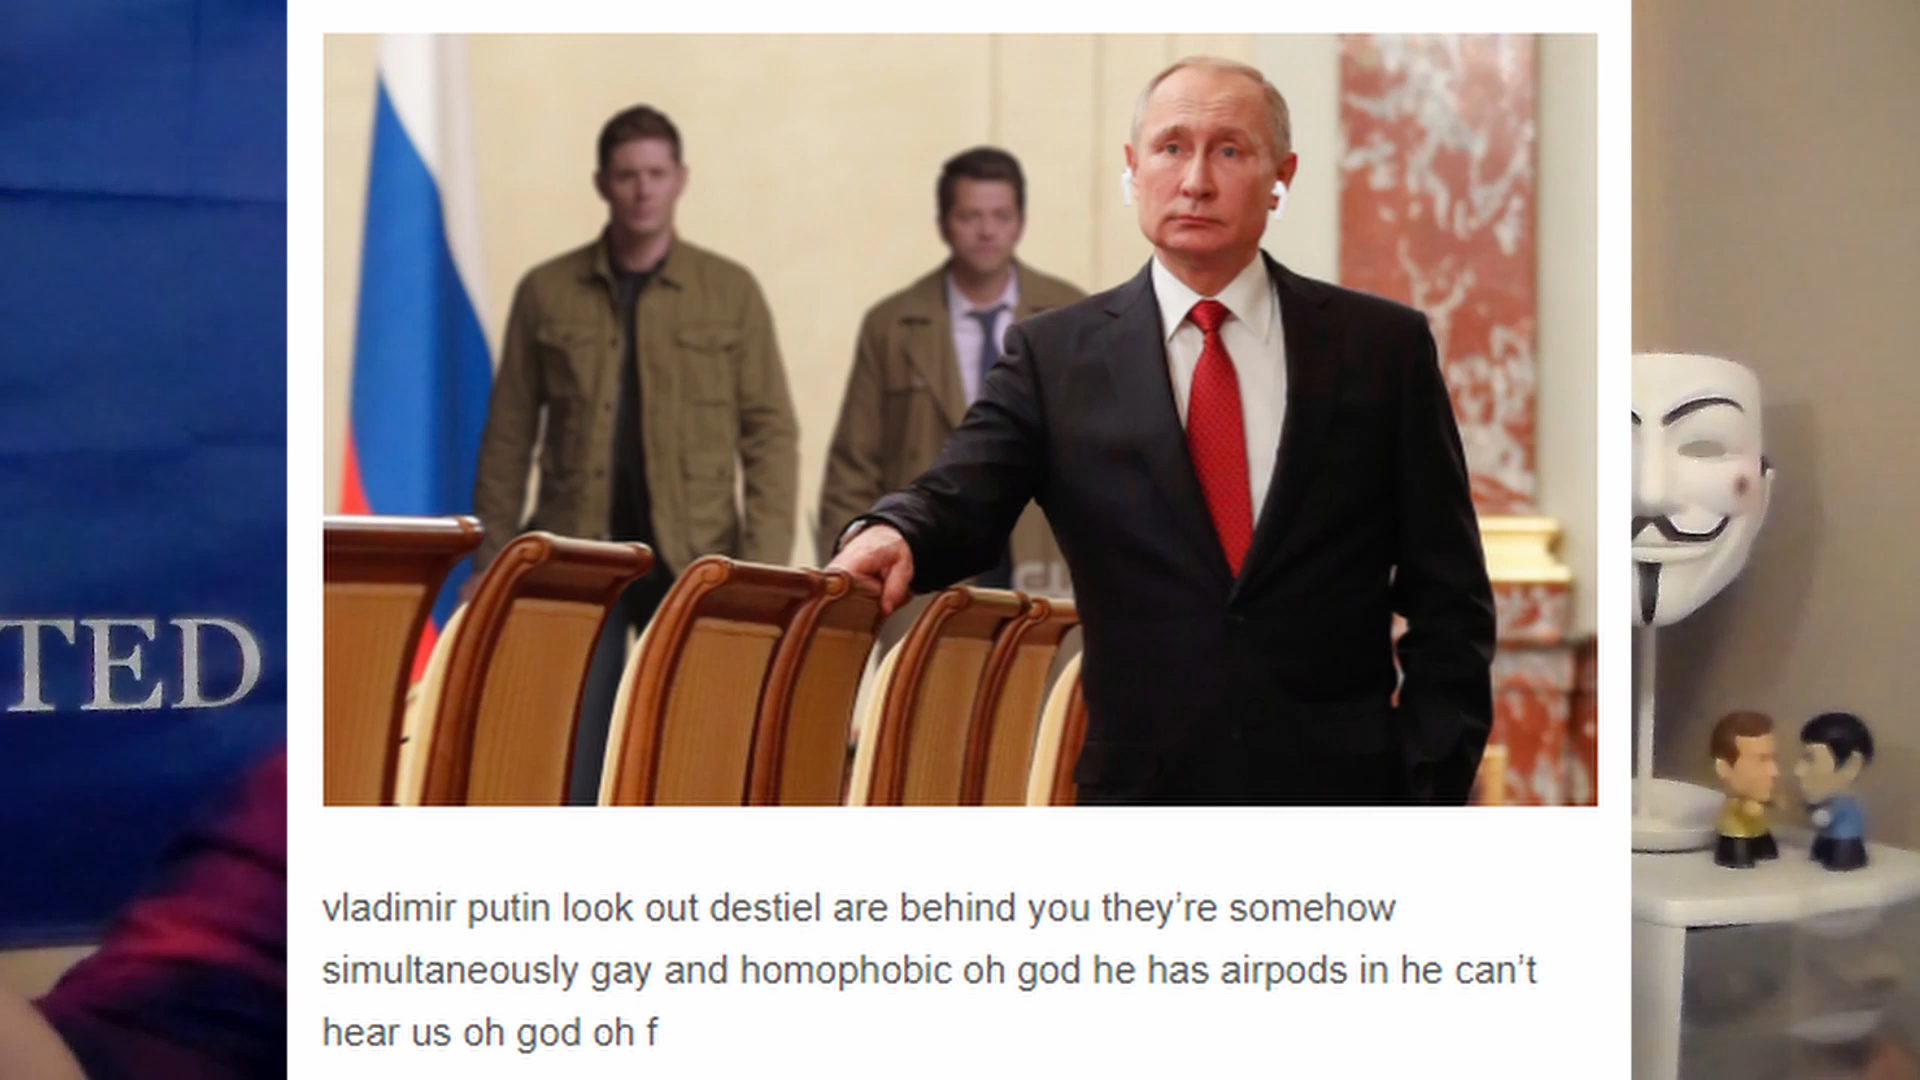 TED
vladimir putin look out destiel are behind you they’re somehow
simultaneously gay and homophobic oh god he has airpods in he can’t
hear us oh god oh f